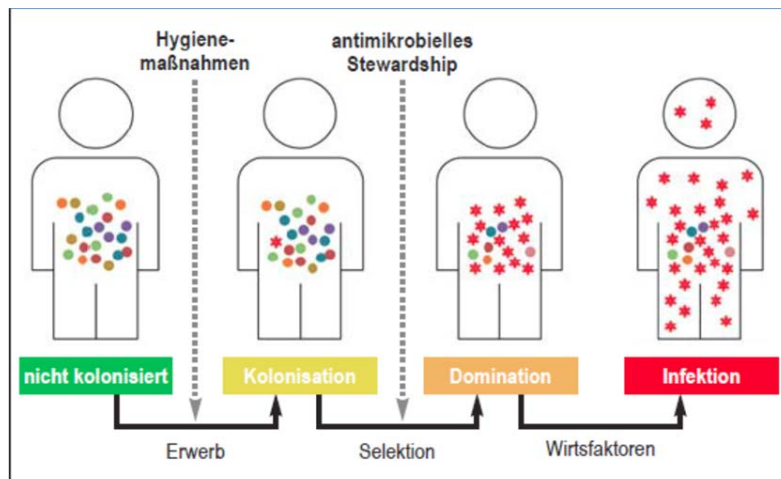 Hygiene-
maßnahmen
antimikrobielles
Stewardship
nicht kolonisiert
Kolonisation
Domination
Infektion
Erwerb
Selektion
Wirtsfaktoren